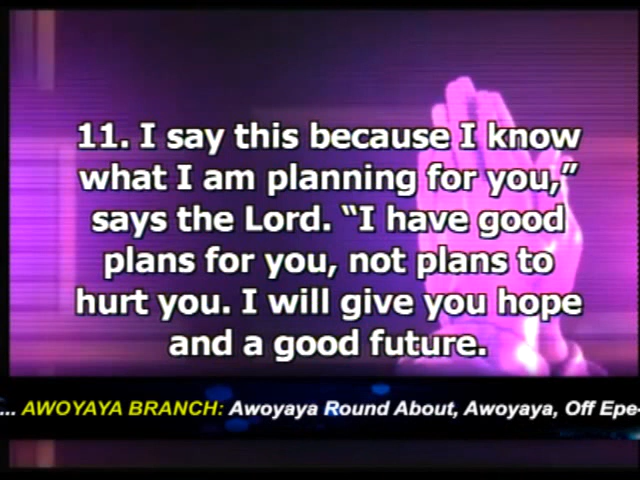 11. I say this because I know
what I am planning for you,”
says the Lord. “I have good
plans for you, not plans to
hurt you. I will give you hope
and a good future.
... AWOYAYA BRANCH: Awoyaya Round About, Awoyaya, Off Epe-